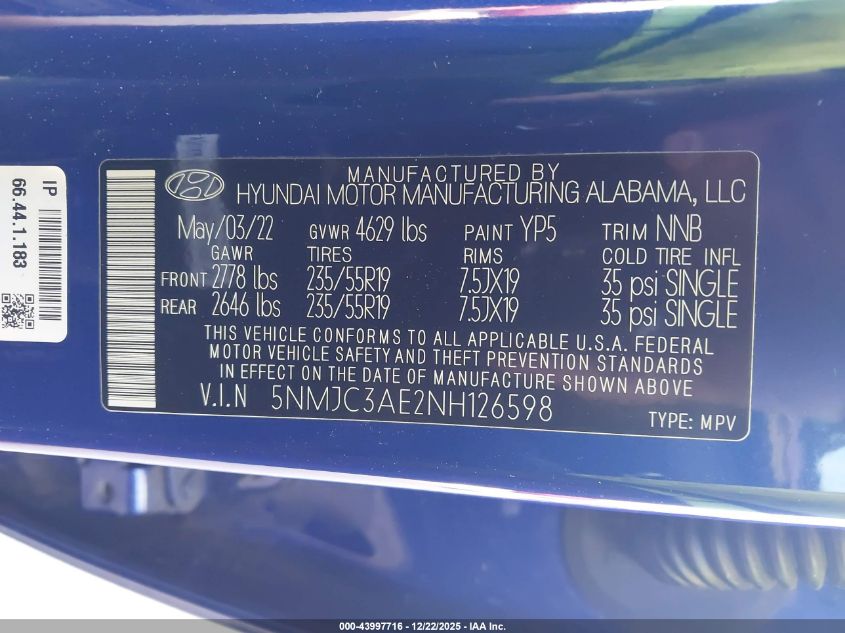 IP
66.44.1.183
MANUFACTURED BY
HYUNDAI MOTOR MANUFACTURING ALABAMA, LLC
May/03/22 GVWR 4629 lbs PAINT YP5 TRIM NNB
GAWR TIRES RIMS COLD TIRE INFL
FRONT 2778 lbs 235/55R19 7.5JX19 35 psi SINGLE
REAR 2646 lbs 235/55R19 7.5JX19 35 psi SINGLE
THIS VEHICLE CONFORMS TO ALL APPLICABLE U.S.A. FEDERAL
MOTOR VEHICLE SAFETY AND THEFT PREVENTION STANDARDS
IN EFFECT ON THE DATE OF MANUFACTURE SHOWN ABOVE
V.I.N 5NMJC3AE2NH126598
TYPE: MPV
000-43997716 - 12/22/2025 - IAA Inc.